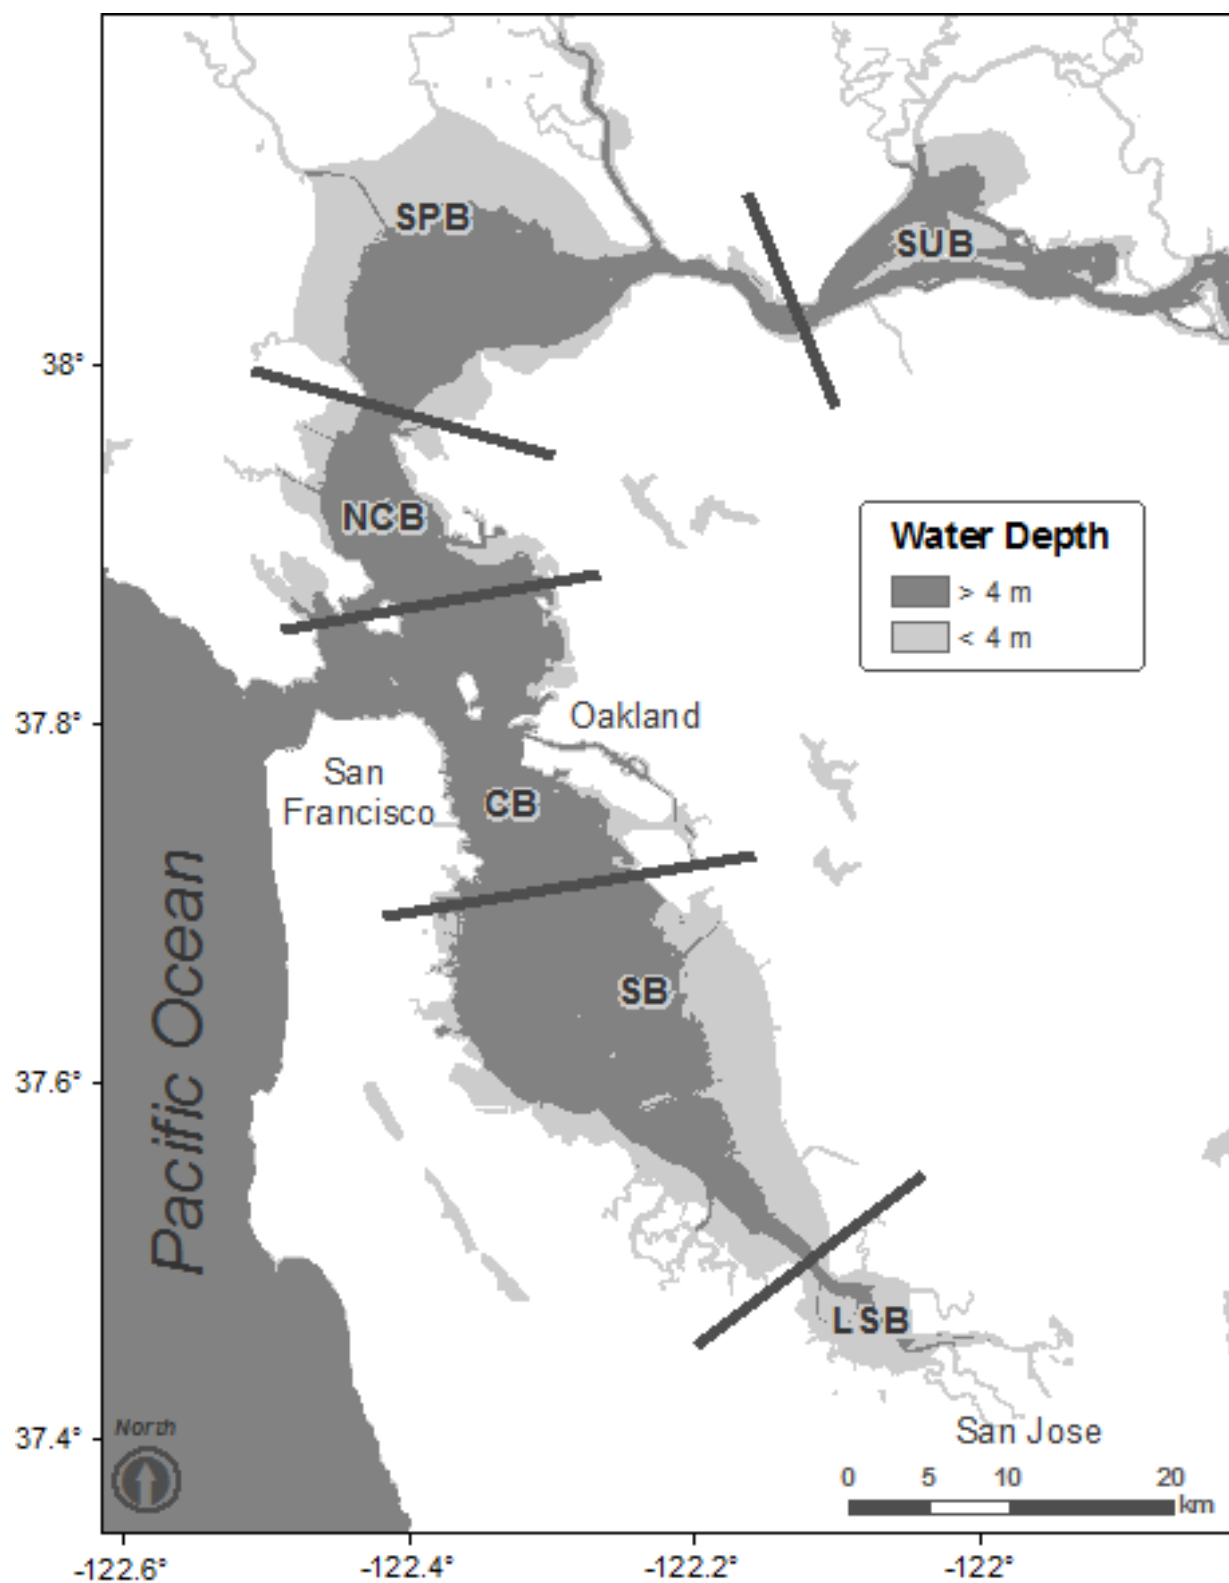 SPB
SUB
38°
NCB
Water Depth
> 4 m
< 4 m
37.8°
Oakland
San
Francisco
CB
Pacific Ocean
SB
37.6°
LSB
North
37.4°
San Jose
0 5 10 20
km
-122.6° -122.4° -122.2° -122°